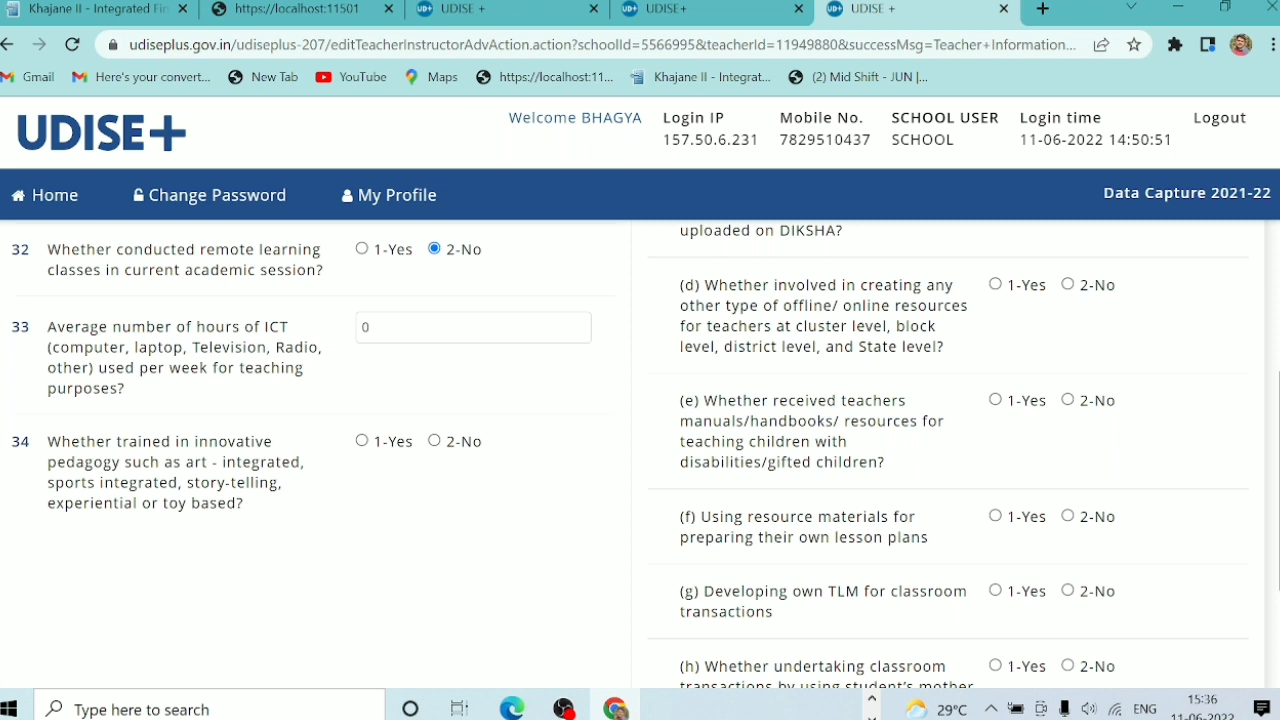 Khajane II - Integrated Fin
https://localhost:11501
UDISE +
UDISE+
UDISE +
udiseplus.gov.in/udiseplus-207/editTeacherInstructorAdvAction.action?schoolId=5566995&teacherId=11949880&successMsg=Teacher+Information...
Gmail
Here's your convert...
New Tab
YouTube
Maps
https://localhost:11...
Khajane II - Integrat...
(2) Mid Shift - JUN |...
UDISE+
Welcome BHAGYA
Login IP
157.50.6.231
Mobile No.
7829510437
SCHOOL USER
SCHOOL
Login time
11-06-2022 14:50:51
Logout
Home
Change Password
My Profile
Data Capture 2021-22
32 Whether conducted remote learning
classes in current academic session?
1-Yes 2-No
33 Average number of hours of ICT
(computer, laptop, Television, Radio,
other) used per week for teaching
purposes?
0
34 Whether trained in innovative
pedagogy such as art - integrated,
sports integrated, story-telling,
experiential or toy based?
1-Yes 2-No
uploaded on DIKSHA?
(d) Whether involved in creating any
other type of offline/ online resources
for teachers at cluster level, block
level, district level, and State level?
1-Yes 2-No
(e) Whether received teachers
manuals/handbooks/ resources for
teaching children with
disabilities/gifted children?
1-Yes 2-No
(f) Using resource materials for
preparing their own lesson plans
1-Yes 2-No
(g) Developing own TLM for classroom
transactions
1-Yes 2-No
(h) Whether undertaking classroom
transactions by using student's mother
1-Yes 2-No
Type here to search
29°C
ENG
15:36
11-06-2022